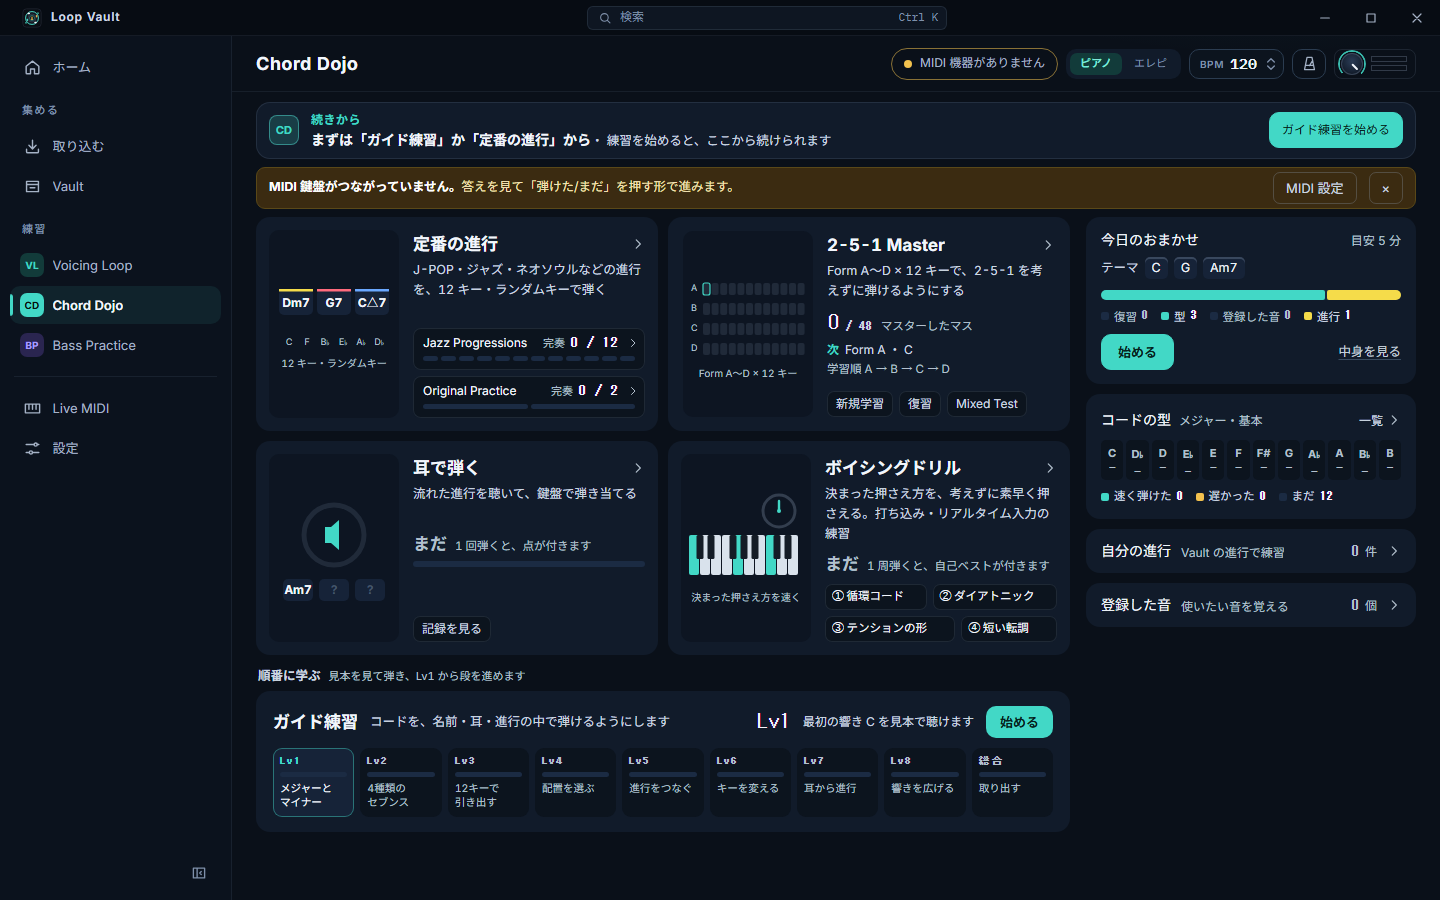 Loop Vault
検索
Ctrl K
ホーム
集める
取り込む
Vault
練習
VL Voicing Loop
CD Chord Dojo
BP Bass Practice
Live MIDI
設定
Chord Dojo
MIDI 機器がありません
ピアノ
エレピ
BPM 120
CD
続きから
まずは「ガイド練習」か「定番の進行」から · 練習を始めると、ここから続けられます
ガイド練習を始める
MIDI 鍵盤がつながっていません。答えを見て「弾けた/まだ」を押す形で進みます。
MIDI 設定
×
Dm7 G7 C△7
C F B♭ E♭ A♭ D♭
12 キー・ランダムキー
定番の進行
J-POP・ジャズ・ネオソウルなどの進行
を、12 キー・ランダムキーで弾く
Jazz Progressions 完奏 0 / 12
Original Practice 完奏 0 / 2
A
B
C
D
Form A〜D × 12 キー
2-5-1 Master
Form A〜D × 12 キーで、2-5-1 を考
えずに弾けるようにする
0 / 48 マスターしたマス
次 Form A ・ C
学習順 A → B → C → D
新規学習
復習
Mixed Test
Am7 ? ?
耳で弾く
流れた進行を聴いて、鍵盤で弾き当てる
まだ 1 回弾くと、点が付きます
記録を見る
決まった押さえ方を速く
ボイシングドリル
決まった押さえ方を、考えずに素早く押
さえる。打ち込み・リアルタイム入力の
練習
まだ 1 周弾くと、自己ベストが付きます
① 循環コード
② ダイアトニック
③ テンションの形
④ 短い転調
今日のおまかせ
目安 5 分
テーマ C G Am7
復習 0 型 3 登録した音 0 進行 1
始める
中身を見る
コードの型 メジャー・基本
一覧
C D♭ D E♭ E F F# G A♭ A B♭ B
– – – – – – – – – – – –
速く弾けた 0 遅かった 0 まだ 12
自分の進行 Vault の進行で練習 0 件
登録した音 使いたい音を覚える 0 個
順番に学ぶ 見本を見て弾き、Lv1 から段を進めます
ガイド練習 コードを、名前・耳・進行の中で弾けるようにします
Lv1 最初の響き C を見本で聴けます
始める
Lv1
メジャーと
マイナー
Lv2
4種類の
セブンス
Lv3
12キーで
引き出す
Lv4
配置を選ぶ
Lv5
進行をつなぐ
Lv6
キーを変える
Lv7
耳から進行
Lv8
響きを広げる
総合
取り出す